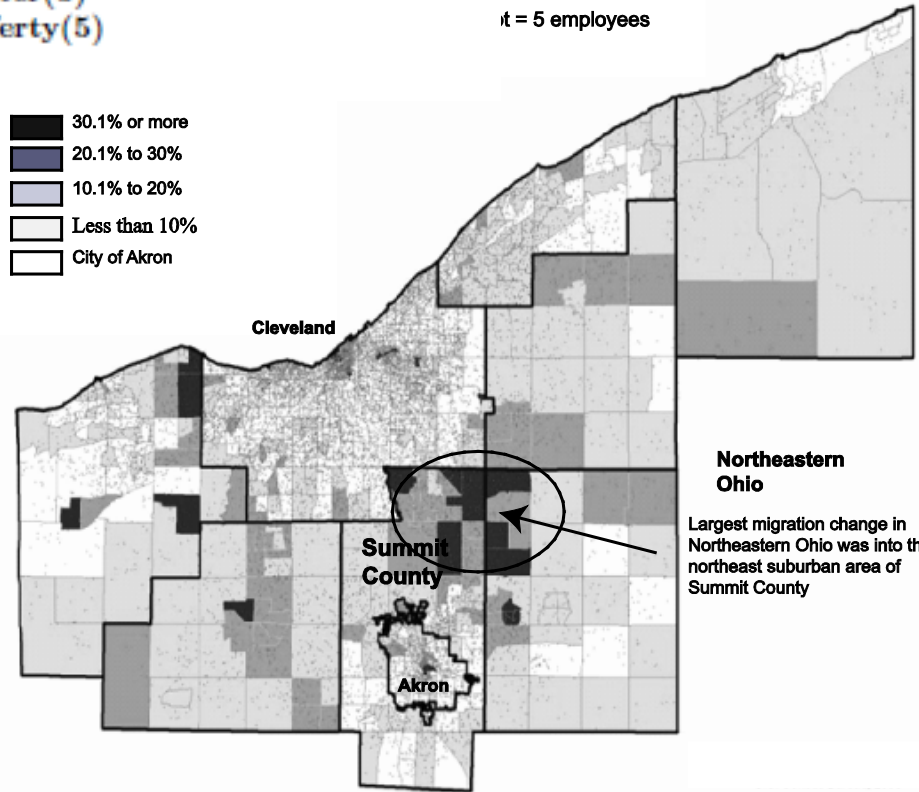 (5)
= 5 employees
30.1% or more
20.1% to 30%
10.1% to 20%
Less than 10%
City of Akron
Cleveland
Northeastern
Ohio
Largest migration change in
Northeastern Ohio was into
northeast suburban area of
Summit County
Summit
County
Akron